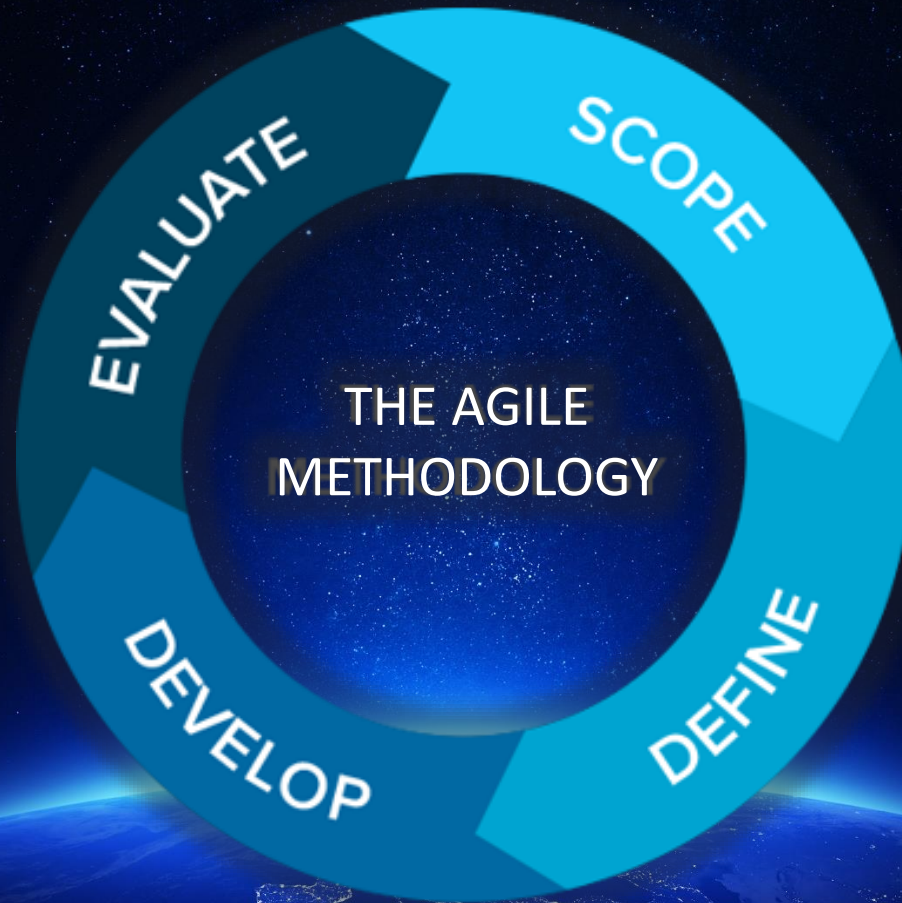 THE AGILE
METHODOLOGY
SCOPE
DEFINE
DEVELOP
EVALUATE